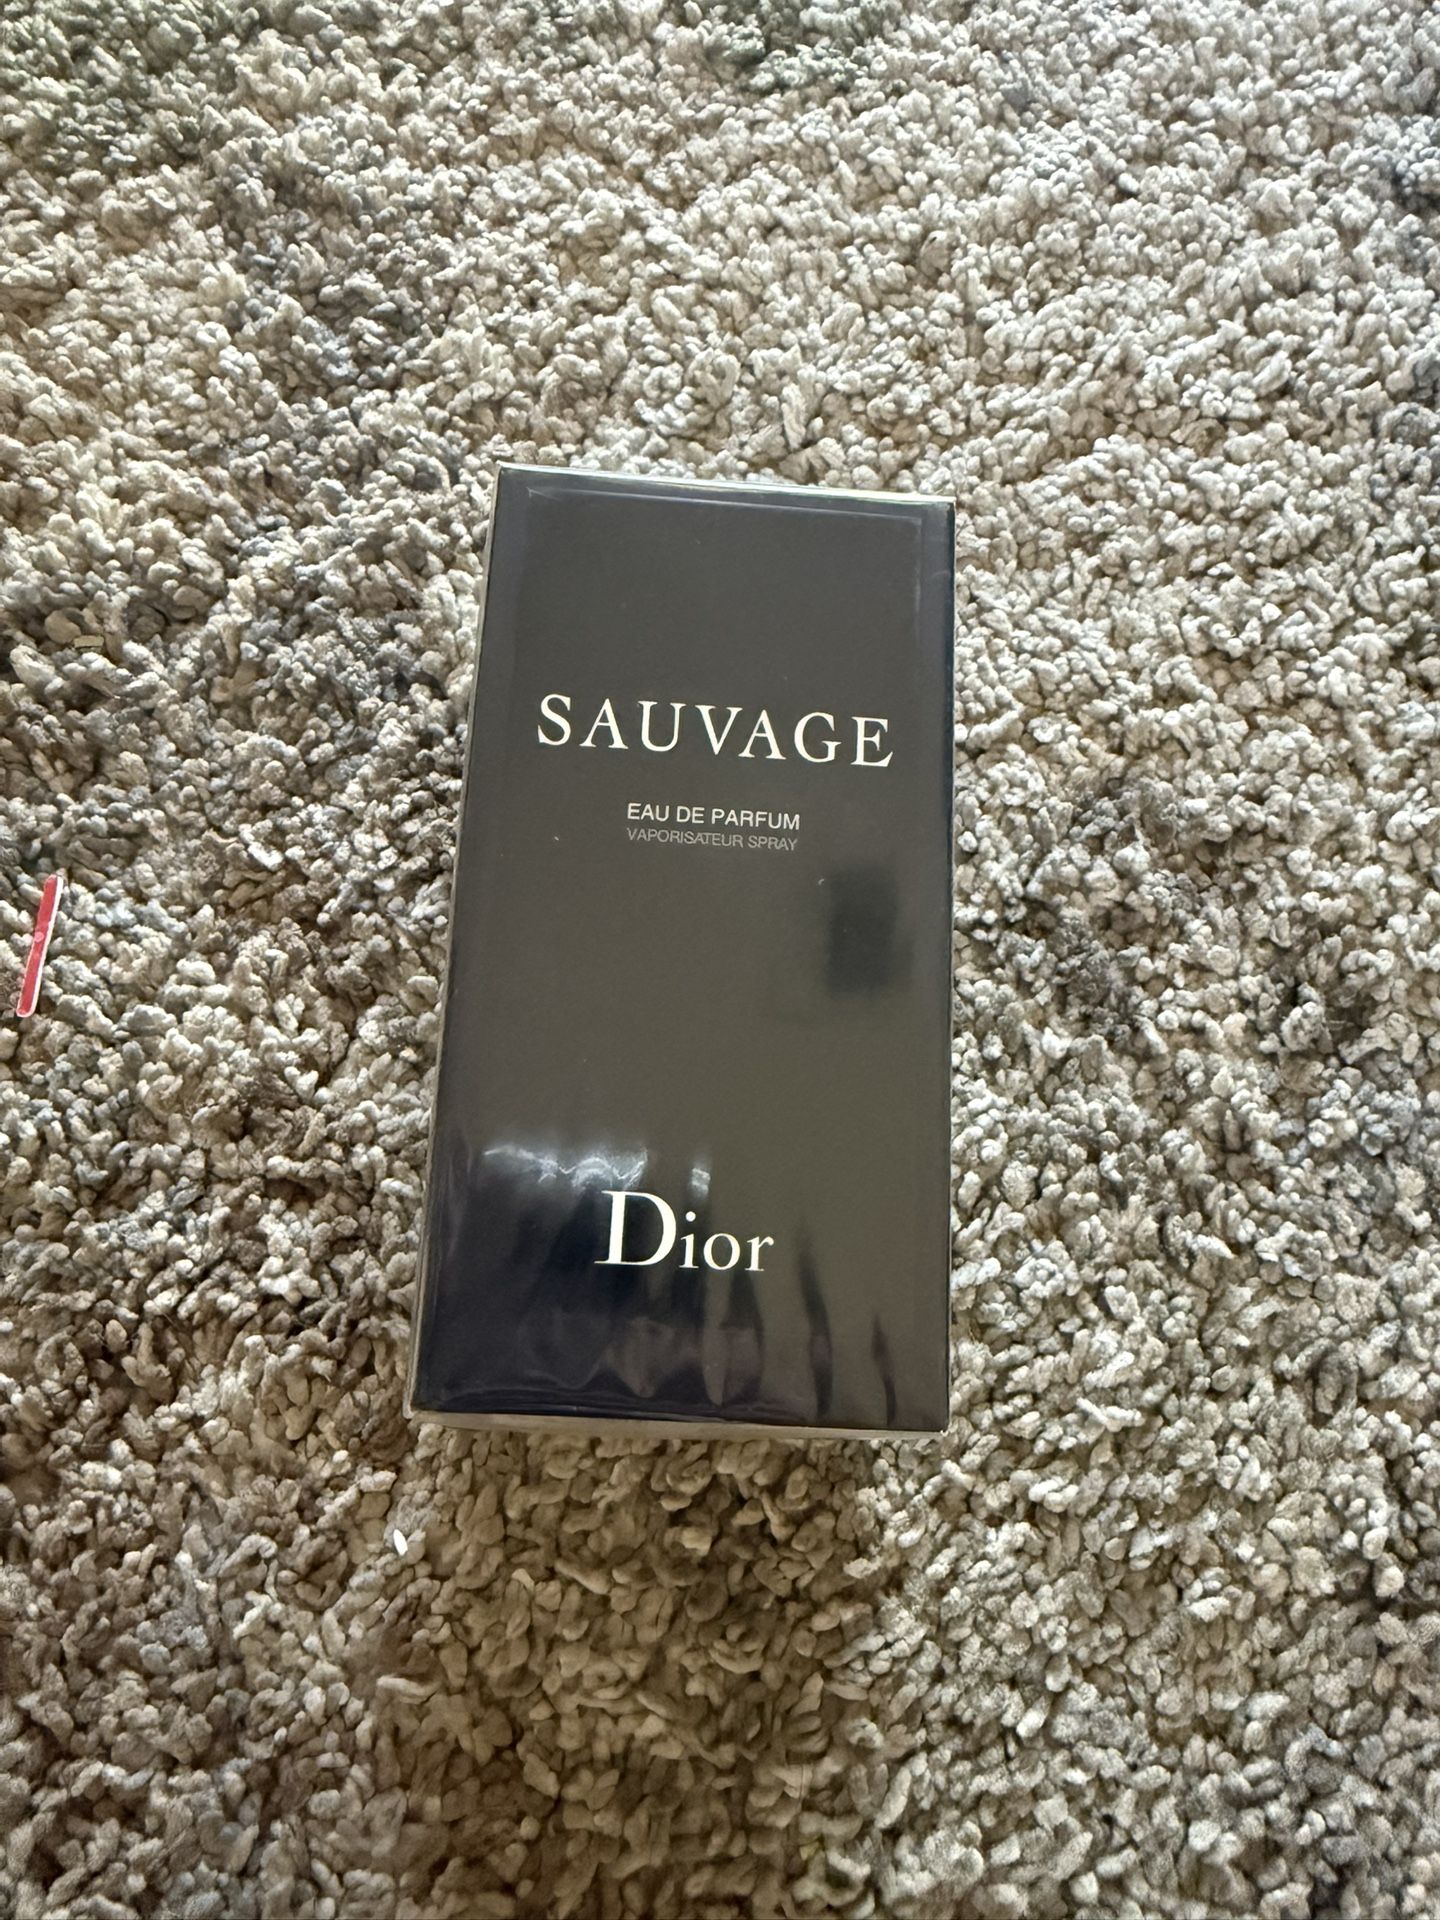 SAUVAGE
EAU DE PARFUM
VAPORISATEUR SPRAY
Dior